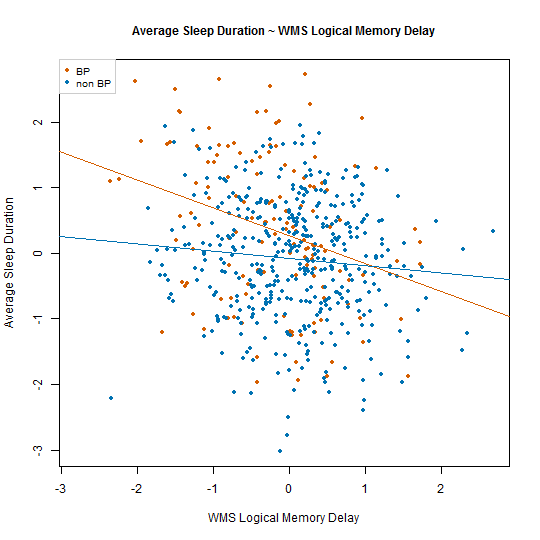 Average Sleep Duration ~ WMS Logical Memory Delay
BP
non BP
Average Sleep Duration
2
1
0
-1
-2
-3
-3
-2
-1
0
1
2
WMS Logical Memory Delay